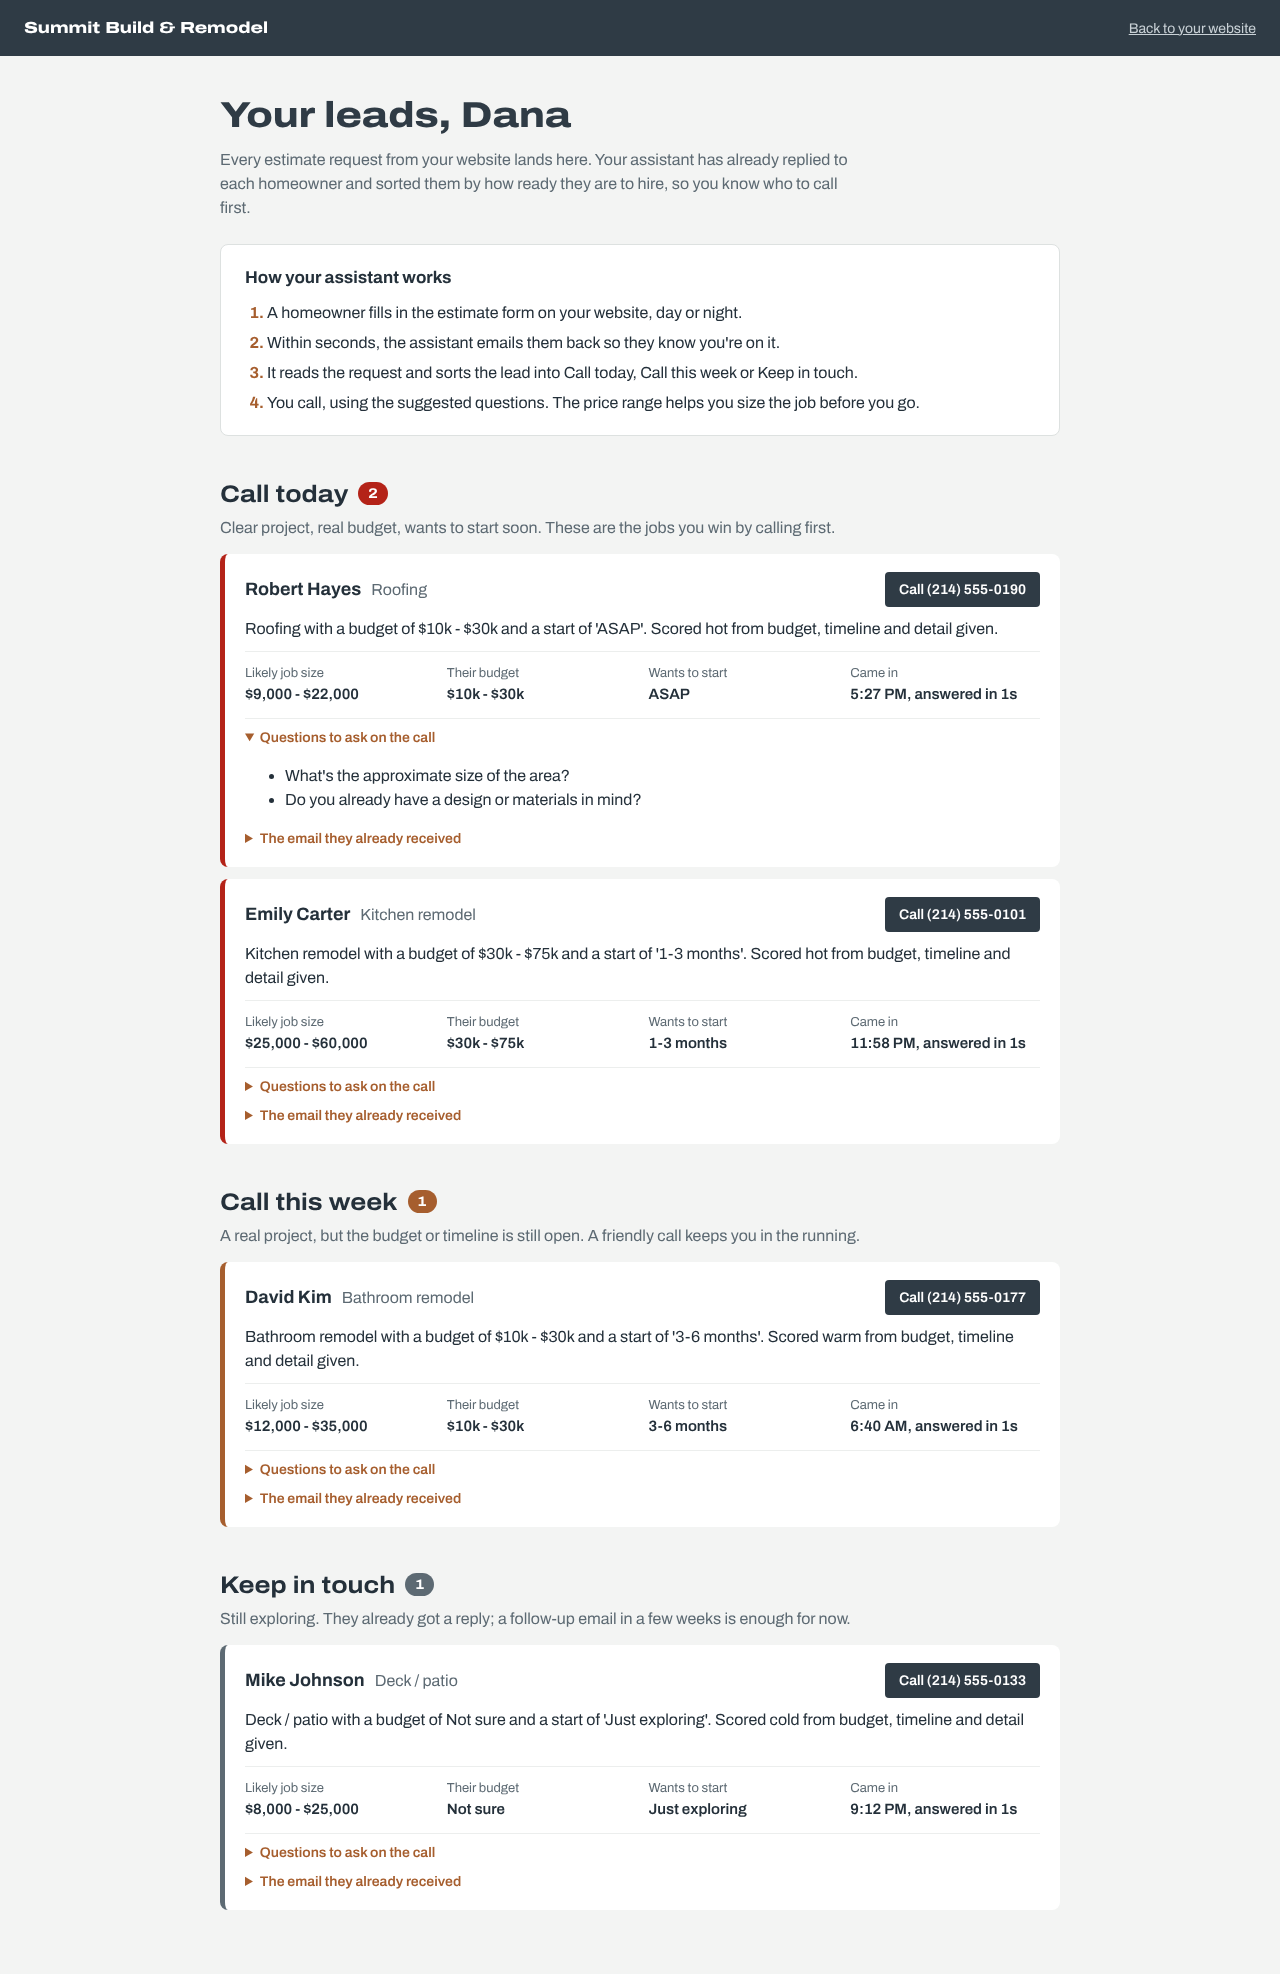 Summit Build & Remodel
Back to your website
Your leads, Dana
Every estimate request from your website lands here. Your assistant has already replied to
each homeowner and sorted them by how ready they are to hire, so you know who to call
first.
How your assistant works
1. A homeowner fills in the estimate form on your website, day or night.
2. Within seconds, the assistant emails them back so they know you're on it.
3. It reads the request and sorts the lead into Call today, Call this week or Keep in touch.
4. You call, using the suggested questions. The price range helps you size the job before you go.
Call today 2
Clear project, real budget, wants to start soon. These are the jobs you win by calling first.
Robert Hayes Roofing
Call (214) 555-0190
Roofing with a budget of $10k - $30k and a start of 'ASAP'. Scored hot from budget, timeline and detail given.
Likely job size Their budget Wants to start Came in
$9,000 - $22,000 $10k - $30k ASAP 5:27 PM, answered in 1s
▼ Questions to ask on the call
• What's the approximate size of the area?
• Do you already have a design or materials in mind?
▶ The email they already received
Emily Carter Kitchen remodel
Call (214) 555-0101
Kitchen remodel with a budget of $30k - $75k and a start of '1-3 months'. Scored hot from budget, timeline and
detail given.
Likely job size Their budget Wants to start Came in
$25,000 - $60,000 $30k - $75k 1-3 months 11:58 PM, answered in 1s
▶ Questions to ask on the call
▶ The email they already received
Call this week 1
A real project, but the budget or timeline is still open. A friendly call keeps you in the running.
David Kim Bathroom remodel
Call (214) 555-0177
Bathroom remodel with a budget of $10k - $30k and a start of '3-6 months'. Scored warm from budget, timeline
and detail given.
Likely job size Their budget Wants to start Came in
$12,000 - $35,000 $10k - $30k 3-6 months 6:40 AM, answered in 1s
▶ Questions to ask on the call
▶ The email they already received
Keep in touch 1
Still exploring. They already got a reply; a follow-up email in a few weeks is enough for now.
Mike Johnson Deck / patio
Call (214) 555-0133
Deck / patio with a budget of Not sure and a start of 'Just exploring'. Scored cold from budget, timeline and detail
given.
Likely job size Their budget Wants to start Came in
$8,000 - $25,000 Not sure Just exploring 9:12 PM, answered in 1s
▶ Questions to ask on the call
▶ The email they already received